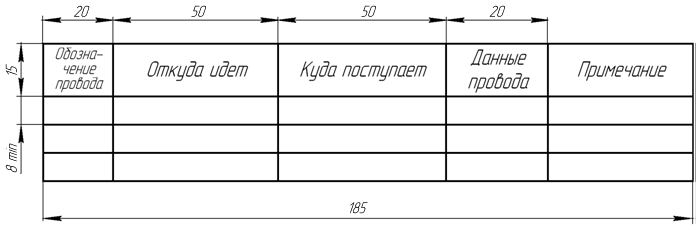 20 50 50 20
15
Обозна-
чение
провода
Откуда идет
Куда поступает
Данные
провода
Примечание
8 min
185